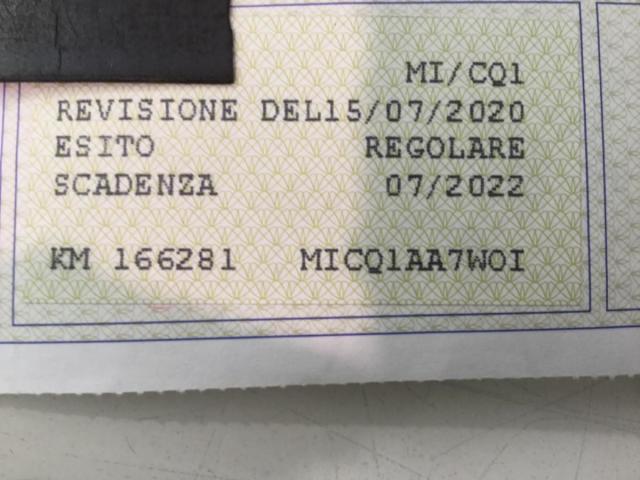 MI/CQ1
REVISIONE DEL15/07/2020
ESITO REGOLARE
SCADENZA 07/2022
KM 166281 MICQ1AA7WOI